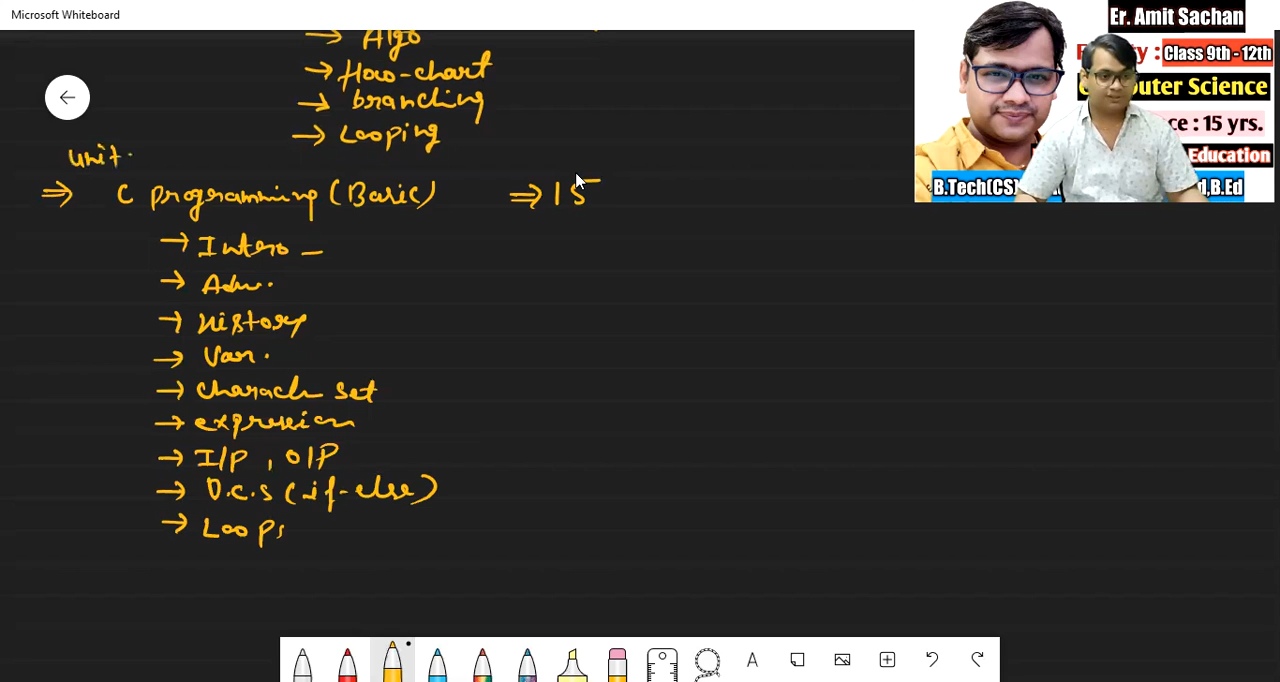 Microsoft Whiteboard
→ Algo
→ flow-chart
→ branching
→ Looping
unit.
⇒ C programming (Basic) ⇒ 15
→ Intro –
→ Adv.
→ History
→ Var.
→ Charach set
→ expression
→ I/P , O/P
→ D.C.S (if-else)
→ Loops
Er. Amit Sachan
y : Class 9th - 12th
uter Science
ce : 15 yrs.
Education
B.Tech(CS)
d,B.Ed
A